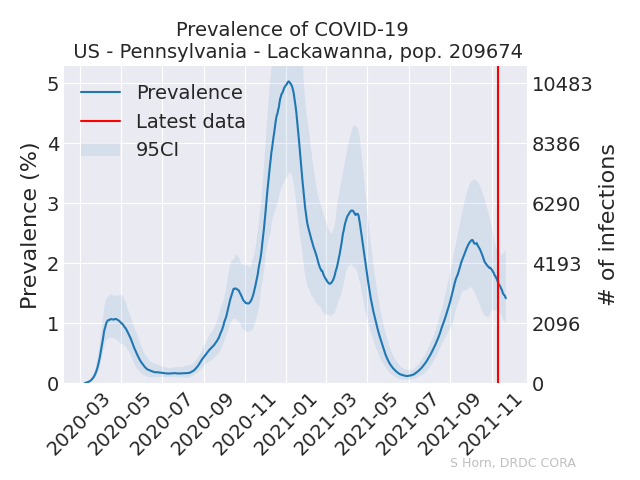 Prevalence of COVID-19
US - Pennsylvania - Lackawanna, pop. 209674
Prevalence
Latest data
95CI
Prevalence (%)
5
4
3
2
1
0
10483
8386
6290
4193
2096
0
# of infections
2020-03
2020-05
2020-07
2020-09
2020-11
2021-01
2021-03
2021-05
2021-07
2021-09
2021-11
S Horn, DRDC CORA